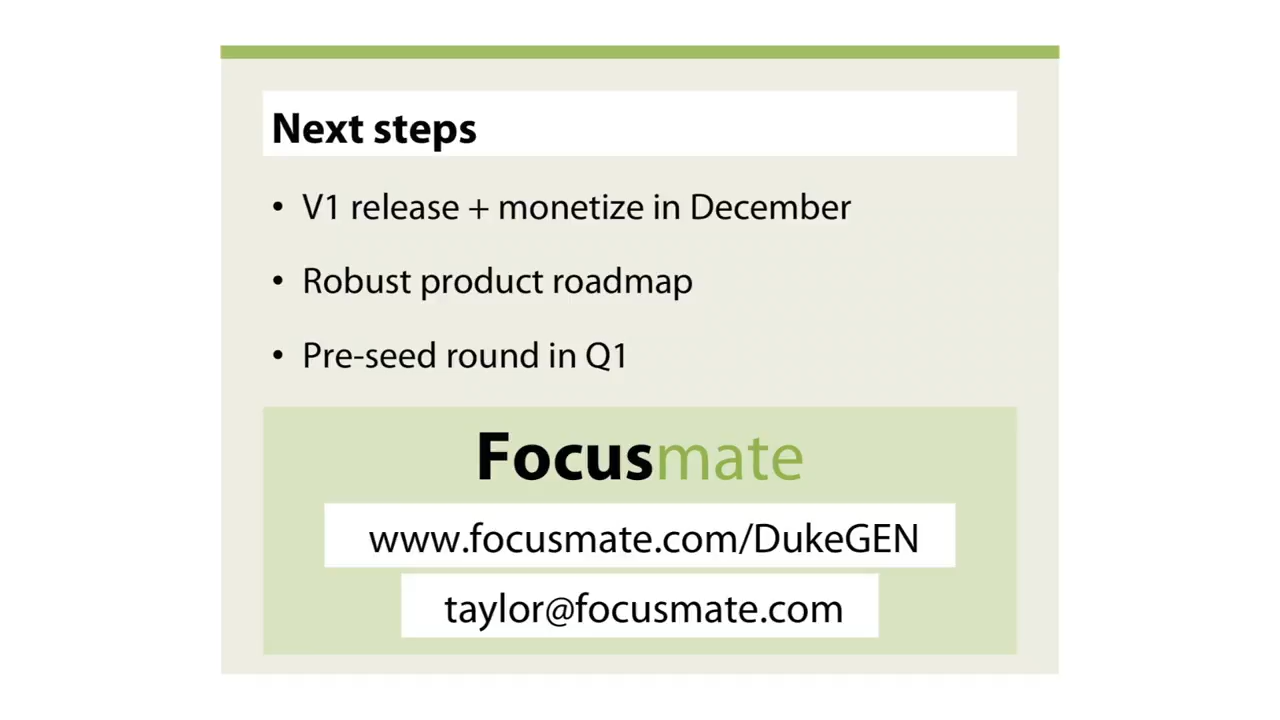 Next steps
• V1 release + monetize in December
• Robust product roadmap
• Pre-seed round in Q1
Focusmate
www.focusmate.com/DukeGEN
taylor@focusmate.com